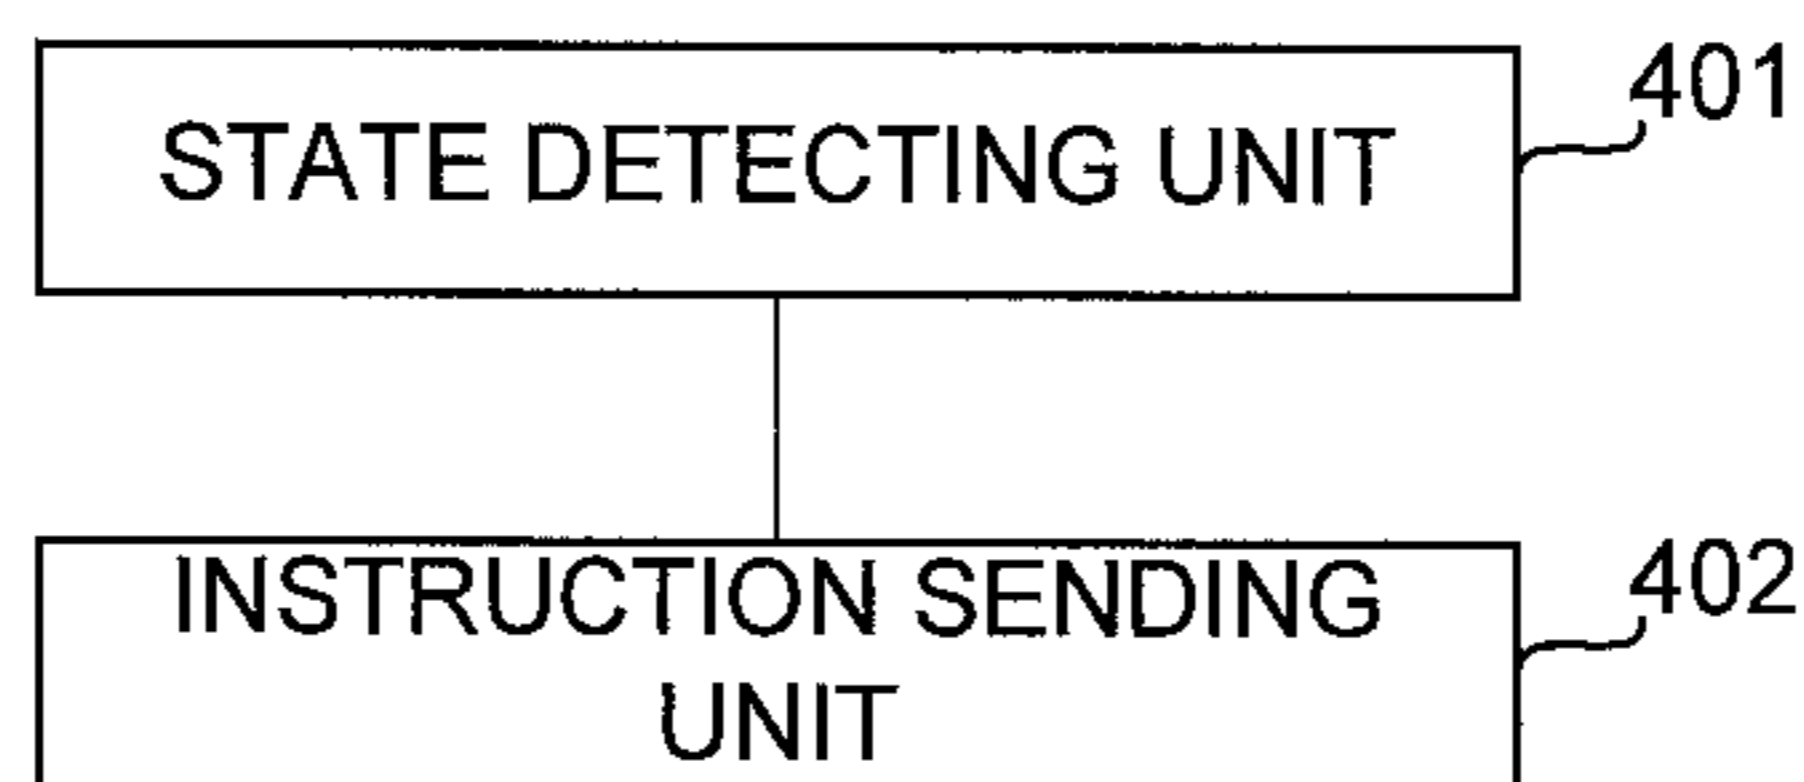 STATE DETECTING UNIT
401
INSTRUCTION SENDING
UNIT
402